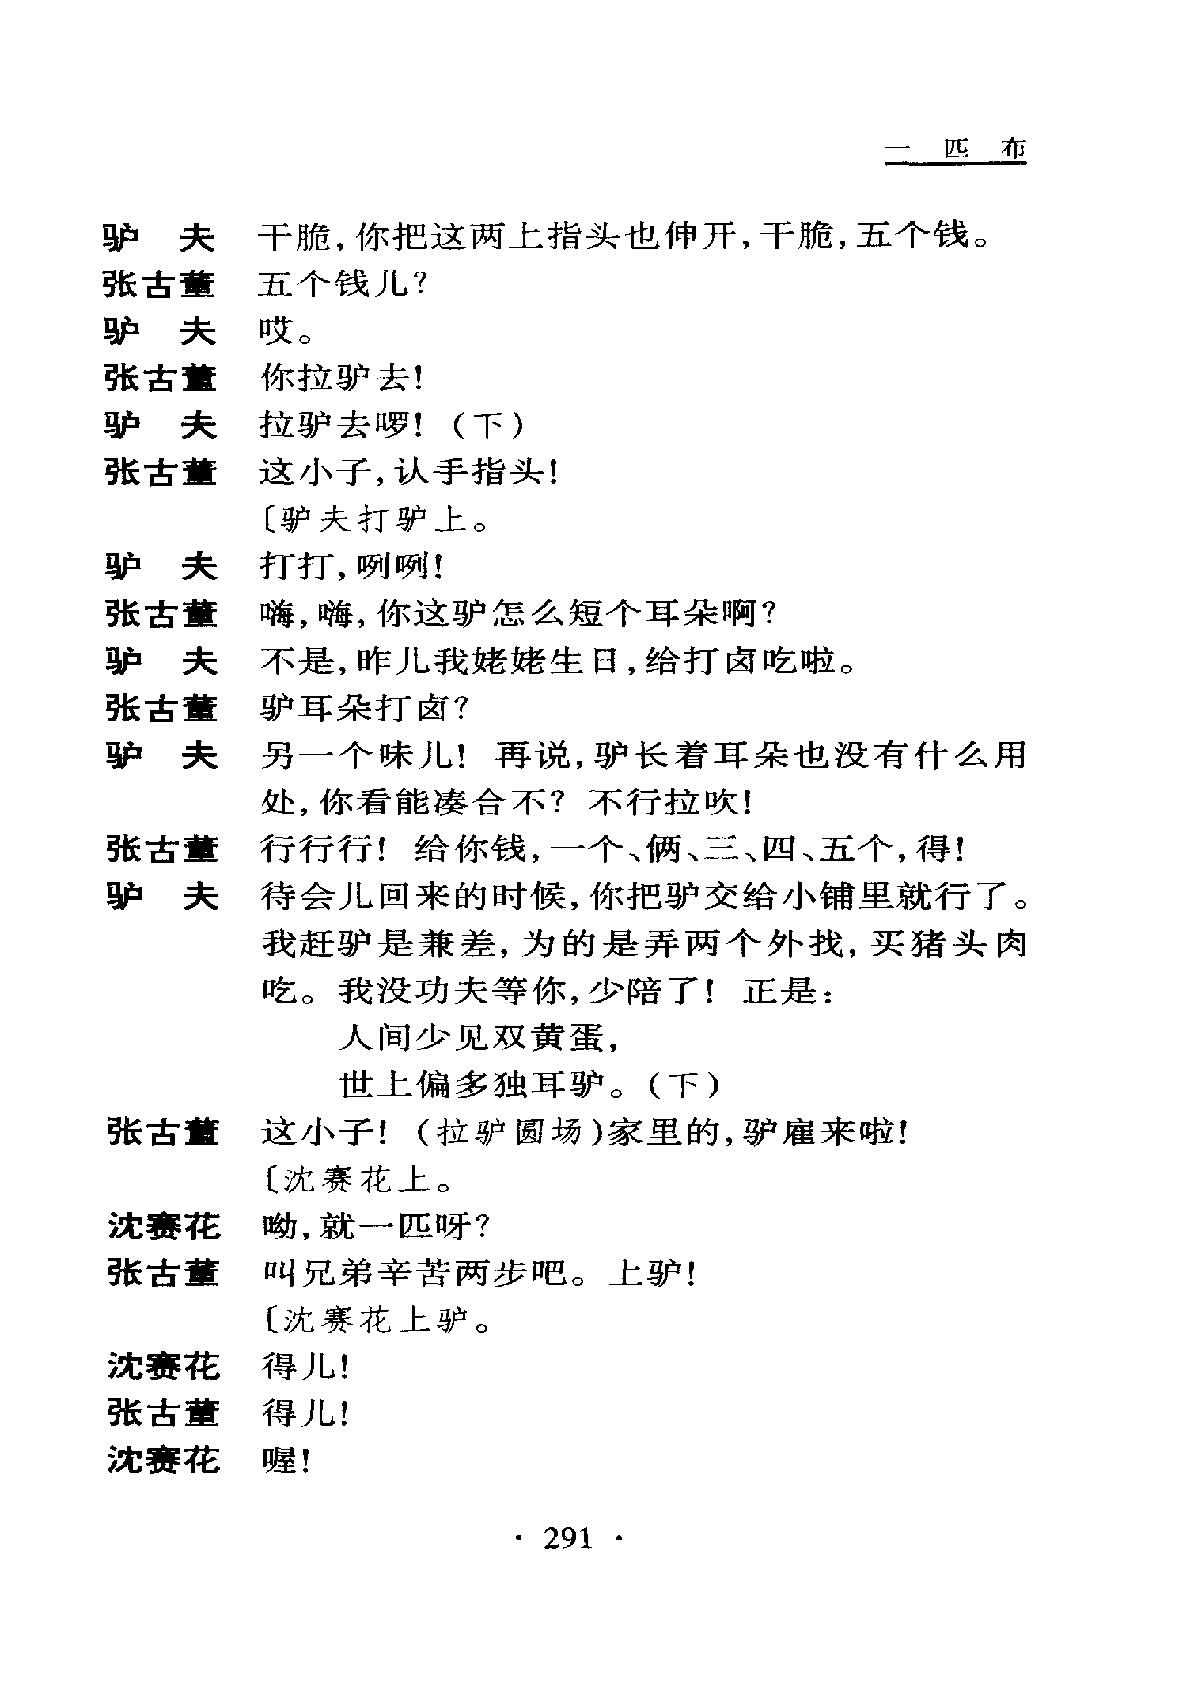 一 匹 布
驴　夫　干脆，你把这两上指头也伸开，干脆，五个钱。
张古董　五个钱儿？
驴　夫　哎。
张古董　你拉驴去！
驴　夫　拉驴去啰！（下）
张古董　这小子，认手指头！
〔驴夫打驴上。
驴　夫　打打，咧咧！
张古董　嗨，嗨，你这驴怎么短个耳朵啊？
驴　夫　不是，昨儿我姥姥生日，给打卤吃啦。
张古董　驴耳朵打卤？
驴　夫　另一个味儿！再说，驴长着耳朵也没有什么用
处，你看能凑合不？不行拉吹！
张古董　行行行！给你钱，一个、俩、三、四、五个，得！
驴　夫　待会儿回来的时候，你把驴交给小铺里就行了。
我赶驴是兼差，为的是弄两个外找，买猪头肉
吃。我没功夫等你，少陪了！正是：
人间少见双黄蛋，
世上偏多独耳驴。（下）
张古董　这小子！（拉驴圆场）家里的，驴雇来啦！
〔沈赛花上。
沈赛花　呦，就一匹呀？
张古董　叫兄弟辛苦两步吧。上驴！
〔沈赛花上驴。
沈赛花　得儿！
张古董　得儿！
沈赛花　喔！
· 291 ·